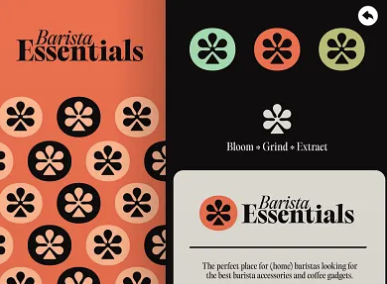 Barista
Essentials
Bloom + Grind + Extract
Barista
Essentials
The perfect place for (home) baristas looking for
the best barista accessories and coffee gadgets.